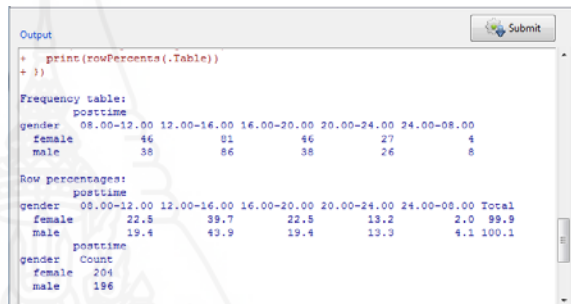 Output
Submit
+   print(rowPercents(.Table))
+ })
Frequency table:
        posttime
gender   08.00-12.00 12.00-16.00 16.00-20.00 20.00-24.00 24.00-08.00
  female          46          81          46          27           4
  male            38          86          38          26           8
Row percentages:
        posttime
gender   08.00-12.00 12.00-16.00 16.00-20.00 20.00-24.00 24.00-08.00 Total
  female        22.5        39.7        22.5        13.2         2.0  99.9
  male          19.4        43.9        19.4        13.3         4.1 100.1
        posttime
gender   Count
  female   204
  male     196